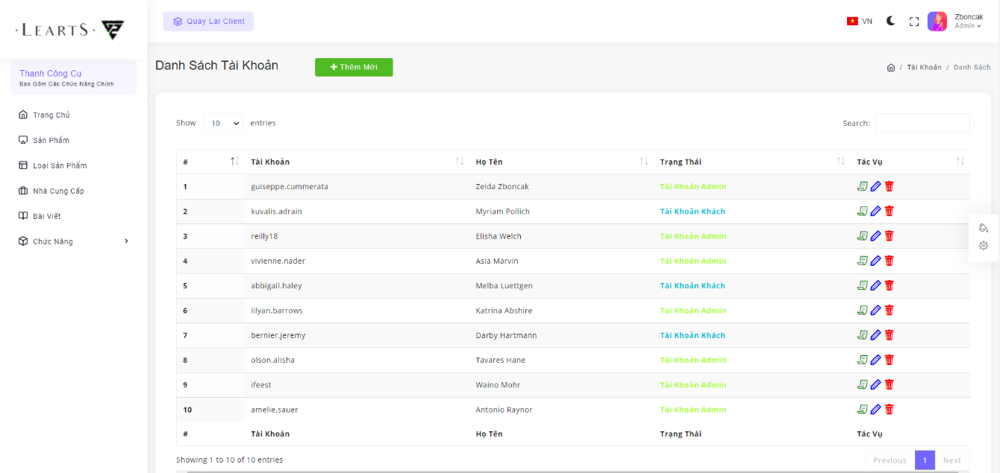 ·LEARTS·
Quay Lại Client
VN
Zboncak
Admin
Thanh Công Cụ
Bao Gồm Các Chức Năng Chính
Trang Chủ
Sản Phẩm
Loại Sản Phẩm
Nhà Cung Cấp
Bài Viết
Chức Năng
Danh Sách Tài Khoản
+ Thêm Mới
/ Tài Khoản / Danh Sách
Show 10 entries
Search:
# Tài Khoản Họ Tên Trạng Thái Tác Vụ
1 guiseppe.cummerata Zelda Zboncak Tài Khoản Admin
2 kuvalis.adrain Myriam Pollich Tài Khoản Khách
3 reilly18 Elisha Welch Tài Khoản Admin
4 vivienne.nader Asia Marvin Tài Khoản Admin
5 abbigail.haley Melba Luettgen Tài Khoản Khách
6 lilyan.barrows Katrina Abshire Tài Khoản Admin
7 bernier.jeremy Darby Hartmann Tài Khoản Khách
8 olson.alisha Tavares Hane Tài Khoản Admin
9 ifeest Waino Mohr Tài Khoản Admin
10 amelie.sauer Antonio Raynor Tài Khoản Admin
# Tài Khoản Họ Tên Trạng Thái Tác Vụ
Showing 1 to 10 of 10 entries
Previous 1 Next